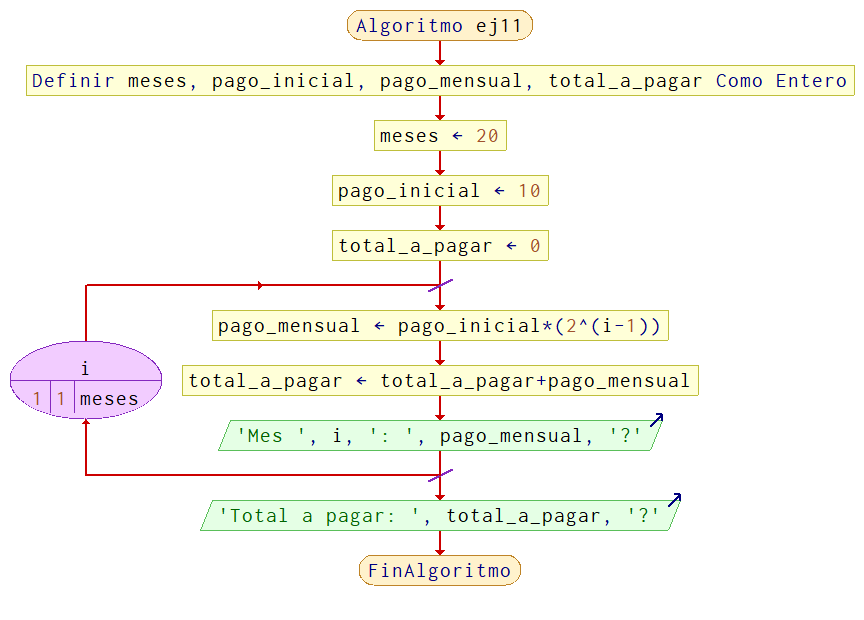 Algoritmo ej11
Definir meses, pago_inicial, pago_mensual, total_a_pagar Como Entero
meses ← 20
pago_inicial ← 10
total_a_pagar ← 0
pago_mensual ← pago_inicial*(2^(i-1))
i
1 1 meses
total_a_pagar ← total_a_pagar+pago_mensual
'Mes ', i, ': ', pago_mensual, '?'
'Total a pagar: ', total_a_pagar, '?'
FinAlgoritmo